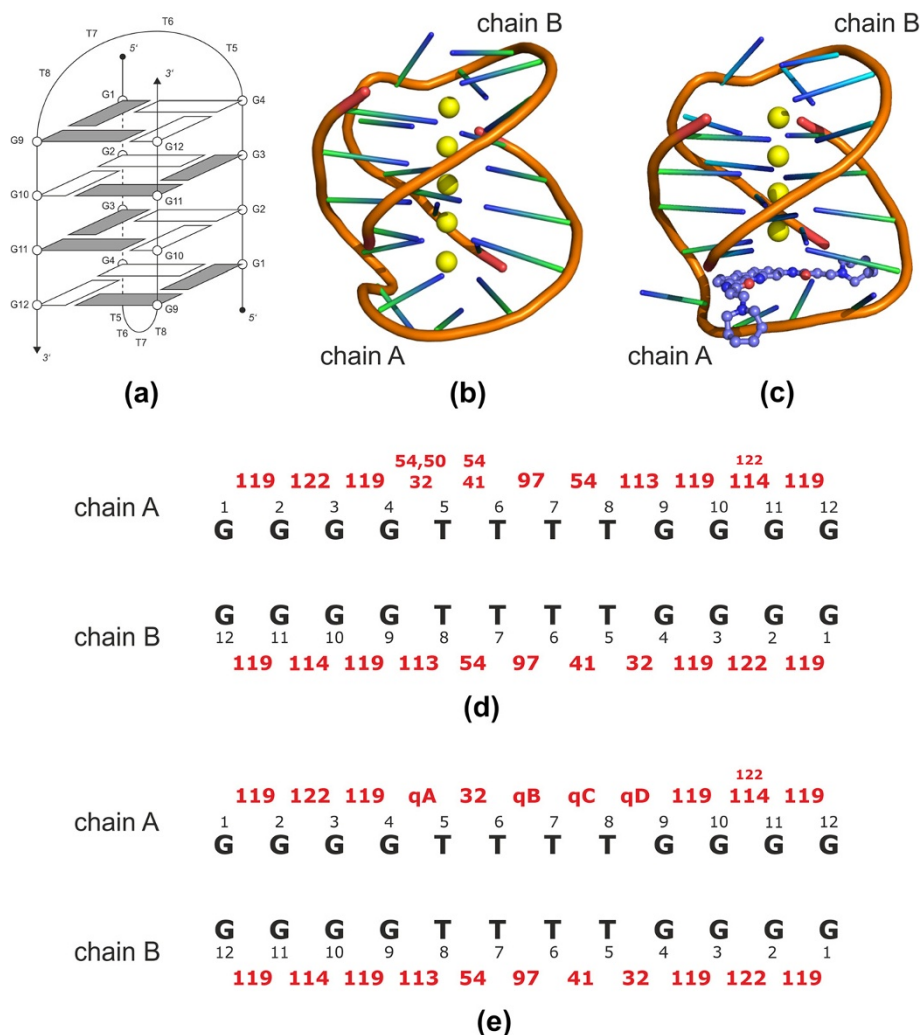 T6
T7
T8
T5
5'
3'
G1
G4
G9
G12
G2
G3
G10
G11
G3
G2
G11
G10
G4
G1
G12
T5
T6
T7
T8
G9
5'
3'
(a)
chain B
chain A
(b)
chain B
chain A
(c)
54,50 54 122
119 122 119 32 41 97 54 113 119 114 119
chain A
1 2 3 4 5 6 7 8 9 10 11 12
G G G G T T T T G G G G
G G G G T T T T G G G G
chain B
12 11 10 9 8 7 6 5 4 3 2 1
119 114 119 113 54 97 41 32 119 122 119
(d)
122
119 122 119 qA 32 qB qC qD 119 114 119
chain A
1 2 3 4 5 6 7 8 9 10 11 12
G G G G T T T T G G G G
G G G G T T T T G G G G
chain B
12 11 10 9 8 7 6 5 4 3 2 1
119 114 119 113 54 97 41 32 119 122 119
(e)